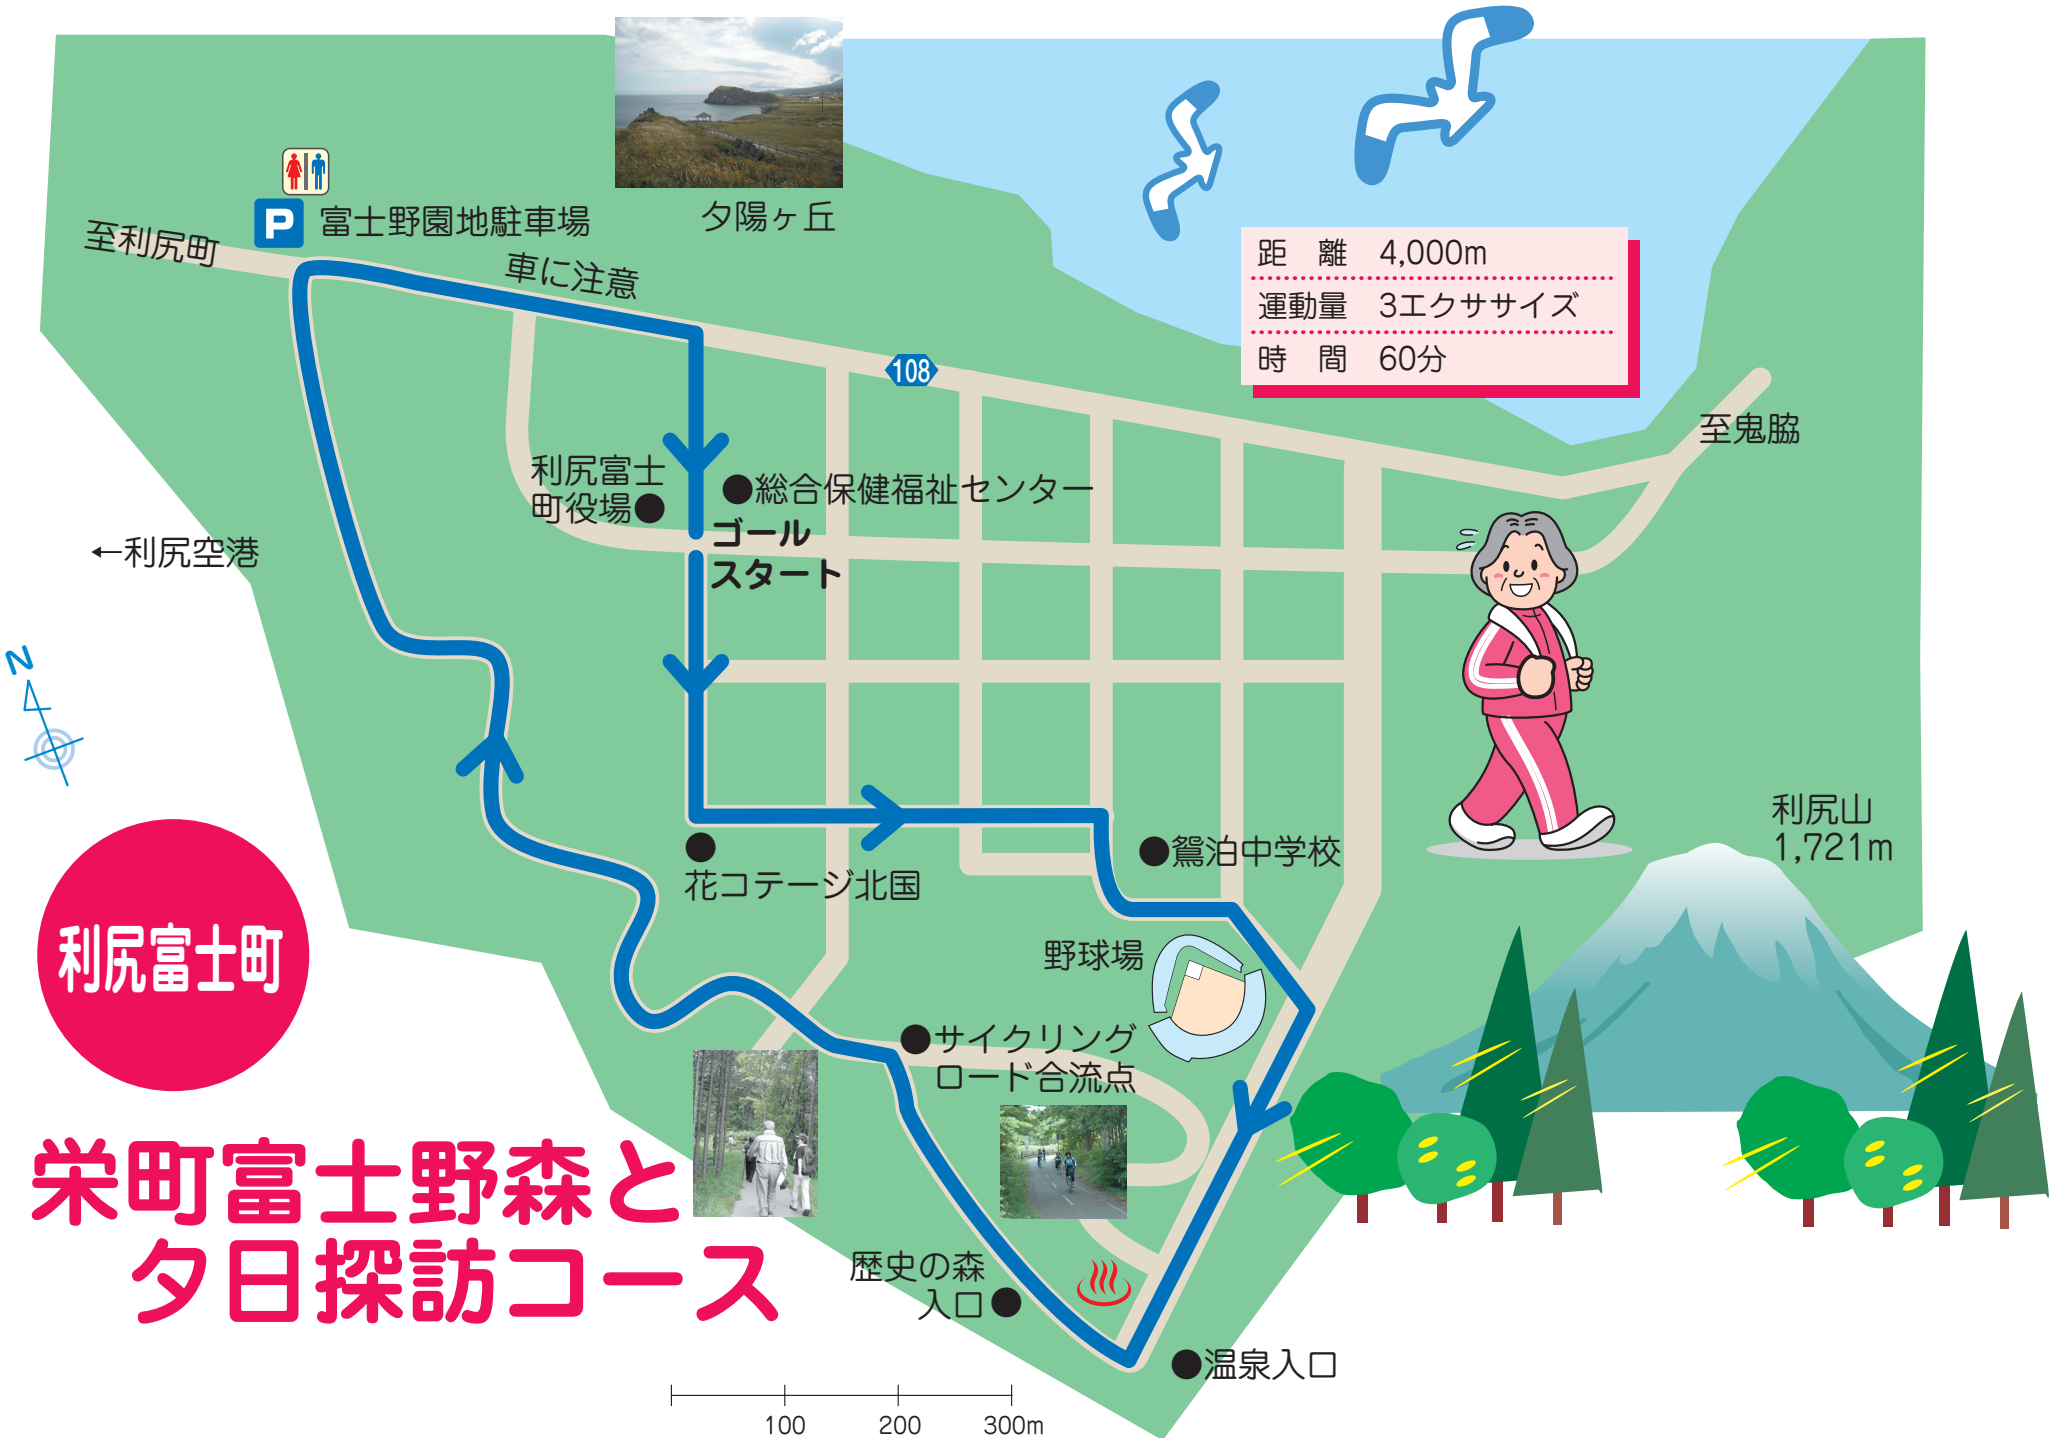 夕陽ヶ丘
富士野園地駐車場
P
至利尻町
車に注意
距 離 4,000m
運動量 3エクササイズ
時 間 60分
108
至鬼脇
利尻富士
町役場
総合保健福祉センター
ゴール
スタート
←利尻空港
N
利尻山
1,721m
鴛泊中学校
花コテージ北国
利尻富士町
野球場
サイクリング
ロード合流点
栄町富士野森と
夕日探訪コース
歴史の森
入口
温泉入口
100 200 300m